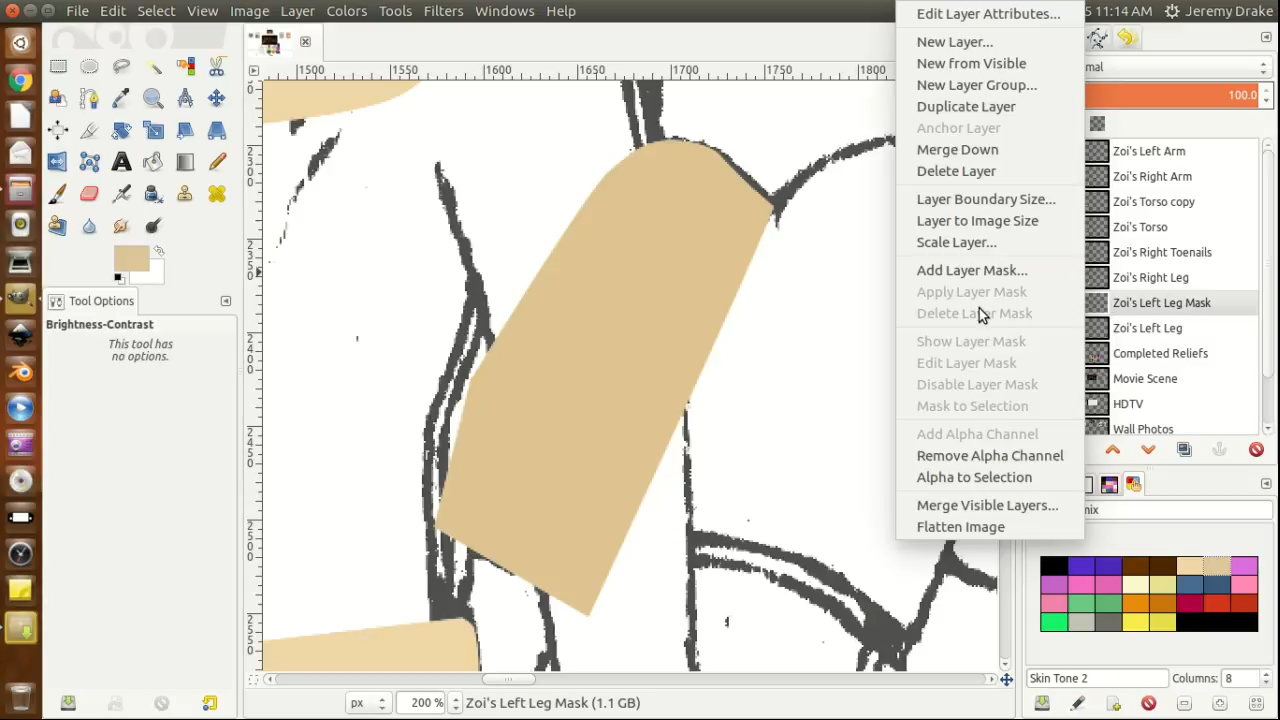 File Edit Select View Image Layer Colors Tools Filters Windows Help
5 11:14 AM Jeremy Drake
1500 1550 1600 1650 1700 1750 1800
Tool Options
Brightness-Contrast
This tool has
no options.
Edit Layer Attributes...
New Layer...
New from Visible
New Layer Group...
Duplicate Layer
Anchor Layer
Merge Down
Delete Layer
Layer Boundary Size...
Layer to Image Size
Scale Layer...
Add Layer Mask...
Apply Layer Mask
Delete Layer Mask
Show Layer Mask
Edit Layer Mask
Disable Layer Mask
Mask to Selection
Add Alpha Channel
Remove Alpha Channel
Alpha to Selection
Merge Visible Layers...
Flatten Image
mal
100.0
Zoi's Left Arm
Zoi's Right Arm
Zoi's Torso copy
Zoi's Torso
Zoi's Right Toenails
Zoi's Right Leg
Zoi's Left Leg Mask
Zoi's Left Leg
Completed Reliefs
Movie Scene
HDTV
Wall Photos
mix
Skin Tone 2 Columns: 8
px 200 % Zoi's Left Leg Mask (1.1 GB)